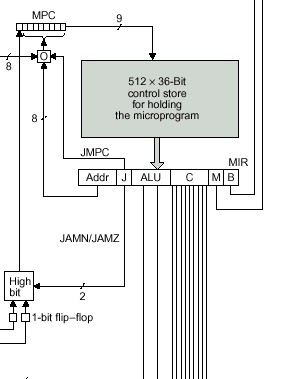 MPC
9
8
O
512 × 36-Bit
control store
for holding
the microprogram
8
JMPC
MIR
Addr J ALU C M B
JAMN/JAMZ
High
bit
2
1-bit flip–flop